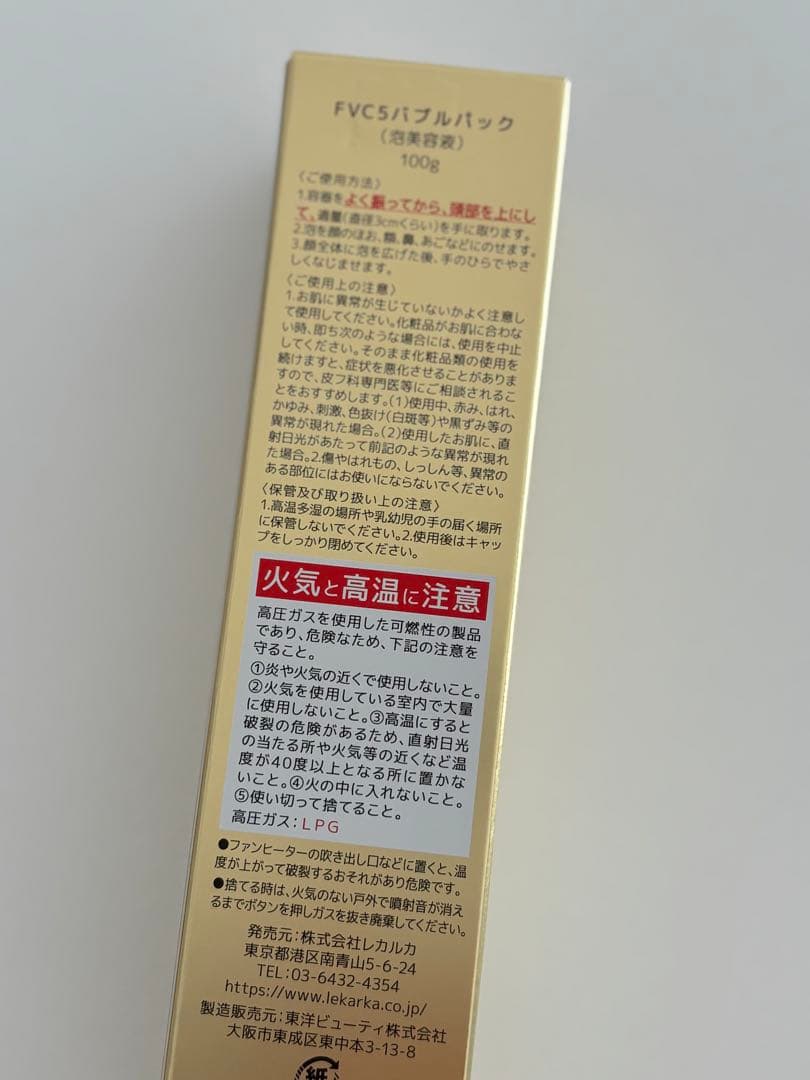 FVC5バブルパック
（泡美容液）
100g
〈ご使用方法〉
1.容器をよく振ってから、頭部を上にし
て、適量(直径3cmくらい)を手に取ります。
2.泡を顔のほお、額、鼻、あごなどにのせます。
3.顔全体に泡を広げた後、手のひらでやさ
しくなじませます。
〈ご使用上の注意〉
1.お肌に異常が生じていないかよく注意し
て使用してください。化粧品がお肌に合わな
い時、即ち次のような場合には、使用を中止
してください。そのまま化粧品類の使用を
続けますと、症状を悪化させることがありま
すので、皮フ科専門医等にご相談されるこ
とをおすすめします。(1)使用中、赤み、はれ、
かゆみ、刺激、色抜け(白斑等)や黒ずみ等の
異常が現れた場合。(2)使用したお肌に、直
射日光があたって前記のような異常が現れ
た場合。2.傷やはれもの、しっしん等、異常の
ある部位にはお使いにならないでください。
〈保管及び取り扱い上の注意〉
1.高温多湿の場所や乳幼児の手の届く場所
に保管しないでください。2.使用後はキャッ
プをしっかり閉めてください。
火気と高温に注意
高圧ガスを使用した可燃性の製品
であり、危険なため、下記の注意を
守ること。
①炎や火気の近くで使用しないこと。
②火気を使用している室内で大量
に使用しないこと。③高温にすると
破裂の危険があるため、直射日光
の当たる所や火気等の近くなど温
度が40度以上となる所に置かな
いこと。④火の中に入れないこと。
⑤使い切って捨てること。
高圧ガス：LPG
●ファンヒーターの吹き出し口などに置くと、温
度が上がって破裂するおそれがあり危険です。
●捨てる時は、火気のない戸外で噴射音が消え
るまでボタンを押しガスを抜き廃棄してください。
発売元：株式会社レカルカ
東京都港区南青山5-6-24
TEL：03-6432-4354
https://www.lekarka.co.jp/
製造販売元：東洋ビューティ株式会社
大阪市東成区東中本3-13-8
紙